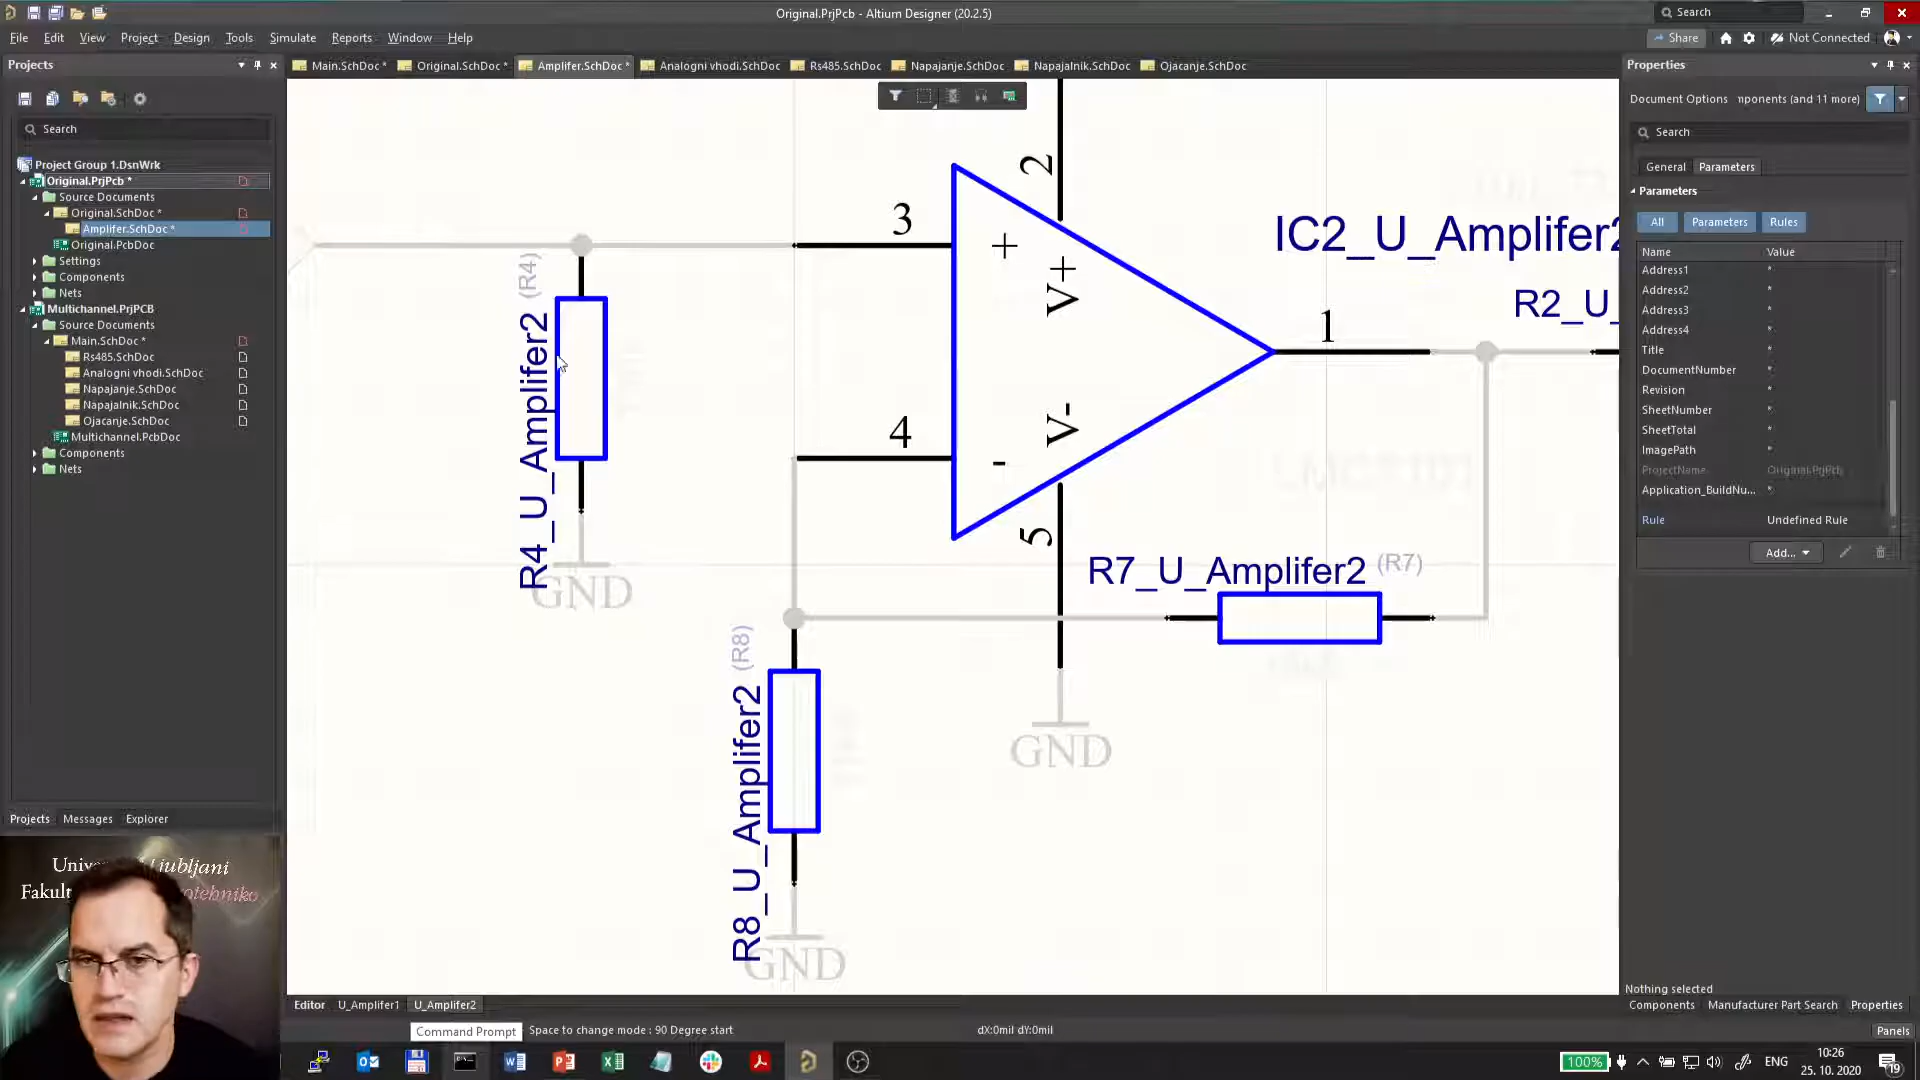 Original.PrjPcb - Altium Designer (20.2.5)
Search
File Edit View Project Design Tools Simulate Reports Window Help
Share
Not Connected
Projects
Main.SchDoc * Original.SchDoc * Amplifer.SchDoc * Analogni vhodi.SchDoc Rs485.SchDoc Napajanje.SchDoc Napajalnik.SchDoc Ojacanje.SchDoc
Search
Project Group 1.DsnWrk
Original.PrjPcb *
Source Documents
Original.SchDoc *
Amplifer.SchDoc *
Original.PcbDoc
Settings
Components
Nets
Multichannel.PrjPCB
Source Documents
Main.SchDoc *
Rs485.SchDoc
Analogni vhodi.SchDoc
Napajanje.SchDoc
Napajalnik.SchDoc
Ojacanje.SchDoc
Multichannel.PcbDoc
Components
Nets
Projects Messages Explorer
2
3
+
V+
IC2_U_Amplifer2
R2_U_
1
(R4)
R4_U_Amplifer2
GND
4
-
V-
5
R7_U_Amplifer2 (R7)
(R8)
R8_U_Amplifer2
GND
GND
Properties
Document Options
mponents (and 11 more)
Search
General Parameters
Parameters
All Parameters Rules
Name Value
Address1 *
Address2 *
Address3 *
Address4 *
Title *
DocumentNumber *
Revision *
SheetNumber *
SheetTotal *
ImagePath *
ProjectName Original.PrjPcb
Application_BuildNu... *
Rule Undefined Rule
Add...
Nothing selected
Components Manufacturer Part Search Properties
Panels
Editor U_Amplifer1 U_Amplifer2
Command Prompt
Space to change mode : 90 Degree start
dX:0mil dY:0mil
100%
ENG
10:26
25. 10. 2020
19